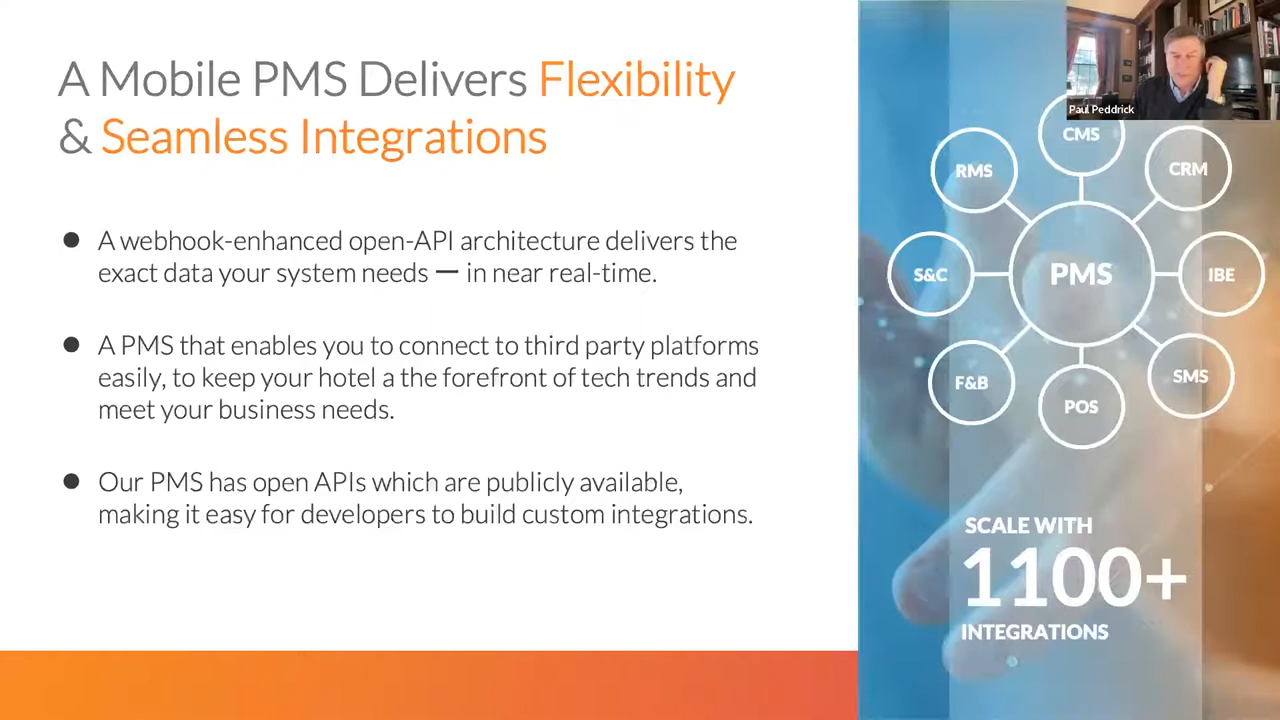 A Mobile PMS Delivers Flexibility
& Seamless Integrations
A webhook-enhanced open-API architecture delivers the
exact data your system needs — in near real-time.
A PMS that enables you to connect to third party platforms
easily, to keep your hotel a the forefront of tech trends and
meet your business needs.
Our PMS has open APIs which are publicly available,
making it easy for developers to build custom integrations.
Paul Peddrick
CMS
RMS
CRM
S&C
PMS
IBE
F&B
SMS
POS
SCALE WITH
1100+
INTEGRATIONS